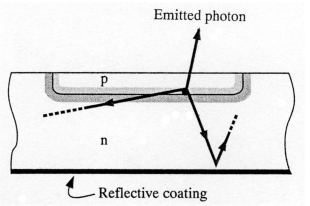 Emitted photon
p
n
Reflective coating